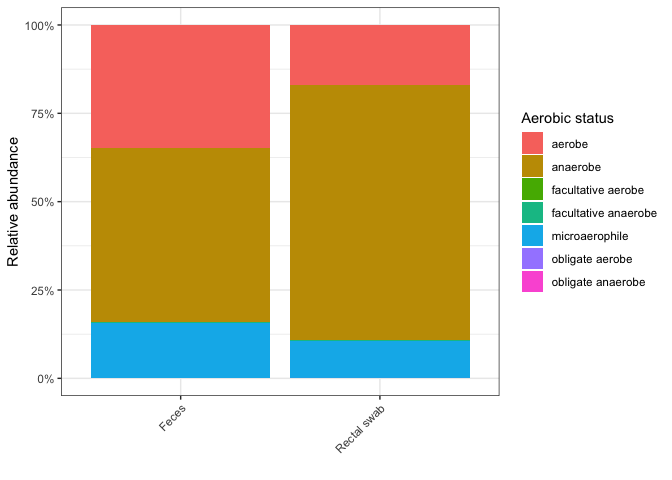 100%
75%
50%
25%
0%
Relative abundance
Feces
Rectal swab
Aerobic status
aerobe
anaerobe
facultative aerobe
facultative anaerobe
microaerophile
obligate aerobe
obligate anaerobe